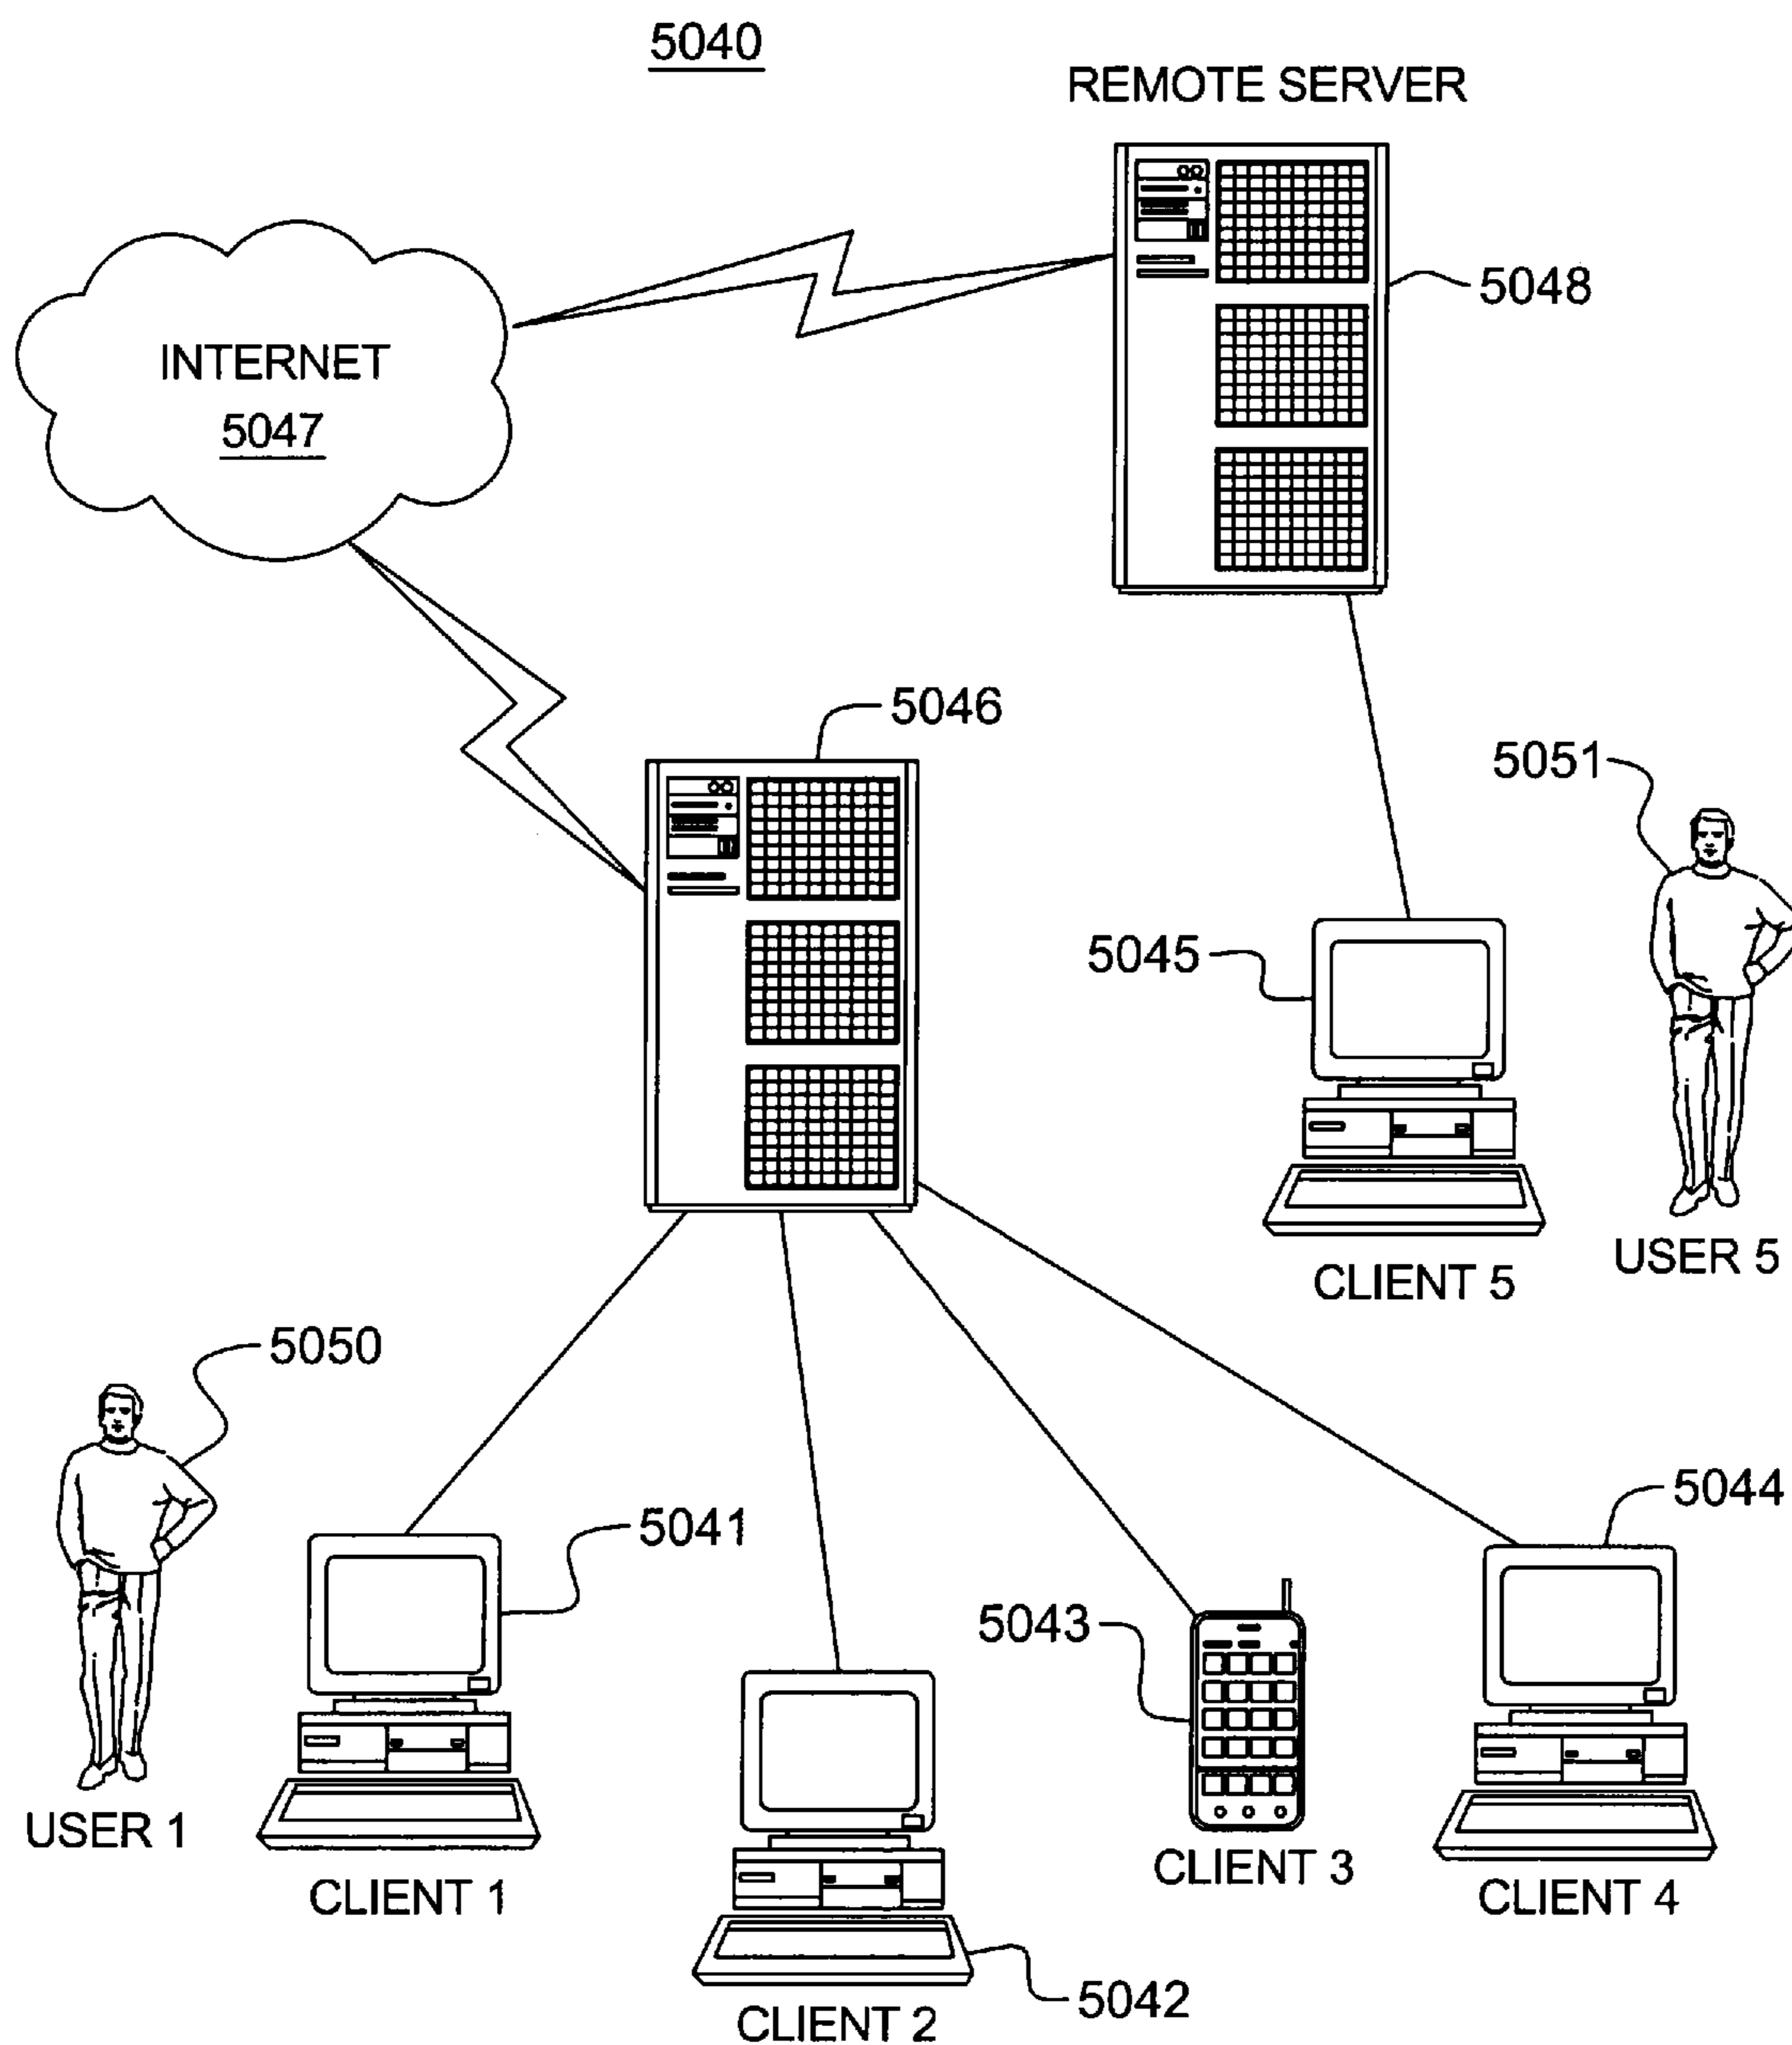 5040
REMOTE SERVER
5048
INTERNET
5047
5046
5051
5045
USER 5
CLIENT 5
5050
5044
5041
5043
USER 1
CLIENT 3
CLIENT 1
CLIENT 4
5042
CLIENT 2